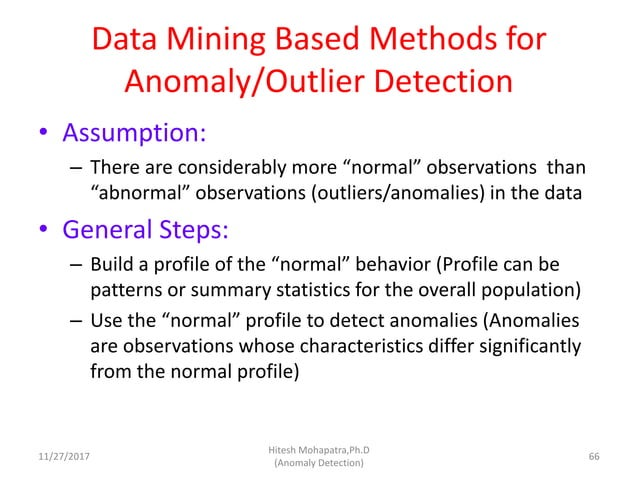 Data Mining Based Methods for
Anomaly/Outlier Detection
• Assumption:
– There are considerably more “normal” observations than
“abnormal” observations (outliers/anomalies) in the data
• General Steps:
– Build a profile of the “normal” behavior (Profile can be
patterns or summary statistics for the overall population)
– Use the “normal” profile to detect anomalies (Anomalies
are observations whose characteristics differ significantly
from the normal profile)
11/27/2017
Hitesh Mohapatra,Ph.D
(Anomaly Detection)
66